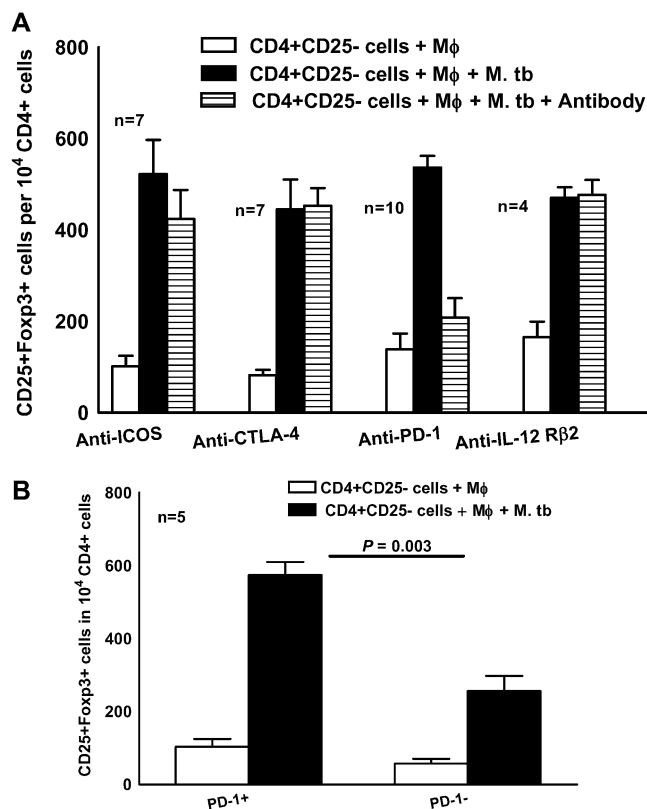 A
800
600
400
200
0
CD25+Foxp3+ cells per 10⁴ CD4+ cells
CD4+CD25- cells + Mϕ
CD4+CD25- cells + Mϕ + M. tb
CD4+CD25- cells + Mϕ + M. tb + Antibody
n=7
n=7
n=10
n=4
Anti-ICOS
Anti-CTLA-4
Anti-PD-1
Anti-IL-12 Rβ2
B
800
600
400
200
0
CD25+Foxp3+ cells in 10⁴ CD4+ cells
CD4+CD25- cells + Mϕ
CD4+CD25- cells + Mϕ + M. tb
n=5
P = 0.003
PD-1+
PD-1-